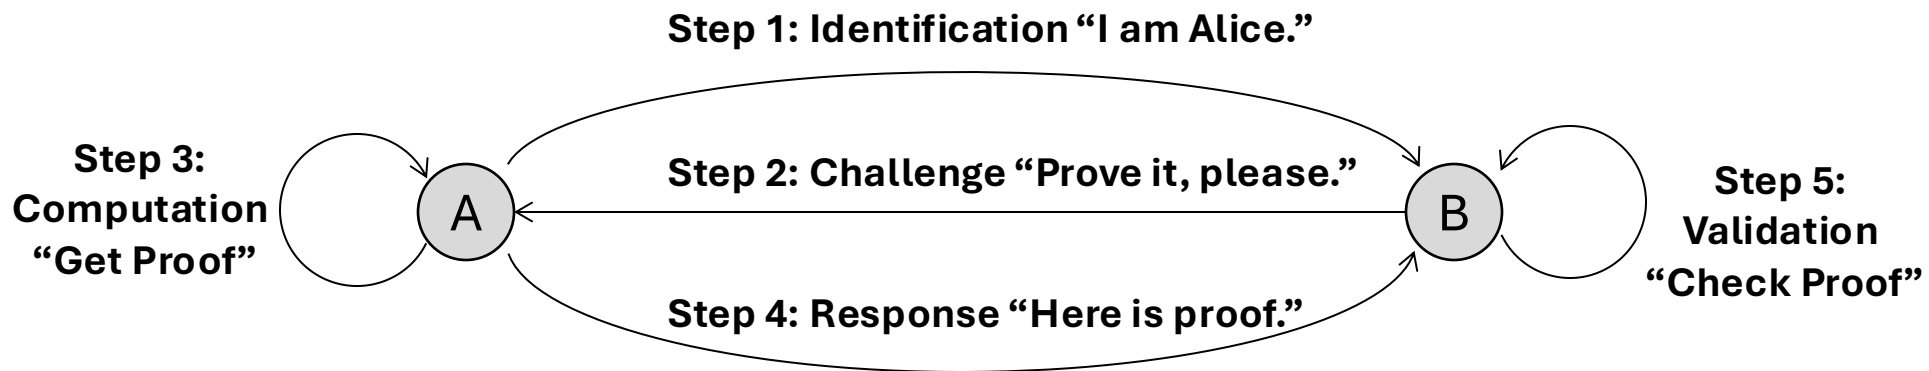 Step 1: Identification “I am Alice.”
Step 2: Challenge “Prove it, please.”
Step 3:
Computation
“Get Proof”
A
B
Step 5:
Validation
“Check Proof”
Step 4: Response “Here is proof.”